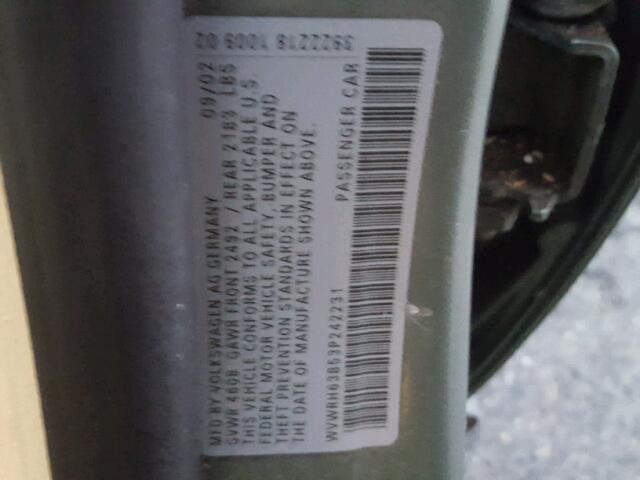 3922218 1009 02
MFD BY VOLKSWAGEN AG GERMANY 09/02
GVWR 4608 GAWR FRONT 2492 / REAR 2183 LBS
THIS VEHICLE CONFORMS TO ALL APPLICABLE U.S.
FEDERAL MOTOR VEHICLE SAFETY, BUMPER AND
THEFT PREVENTION STANDARDS IN EFFECT ON
THE DATE OF MANUFACTURE SHOWN ABOVE.
WVWRH63B53P242231 PASSENGER CAR